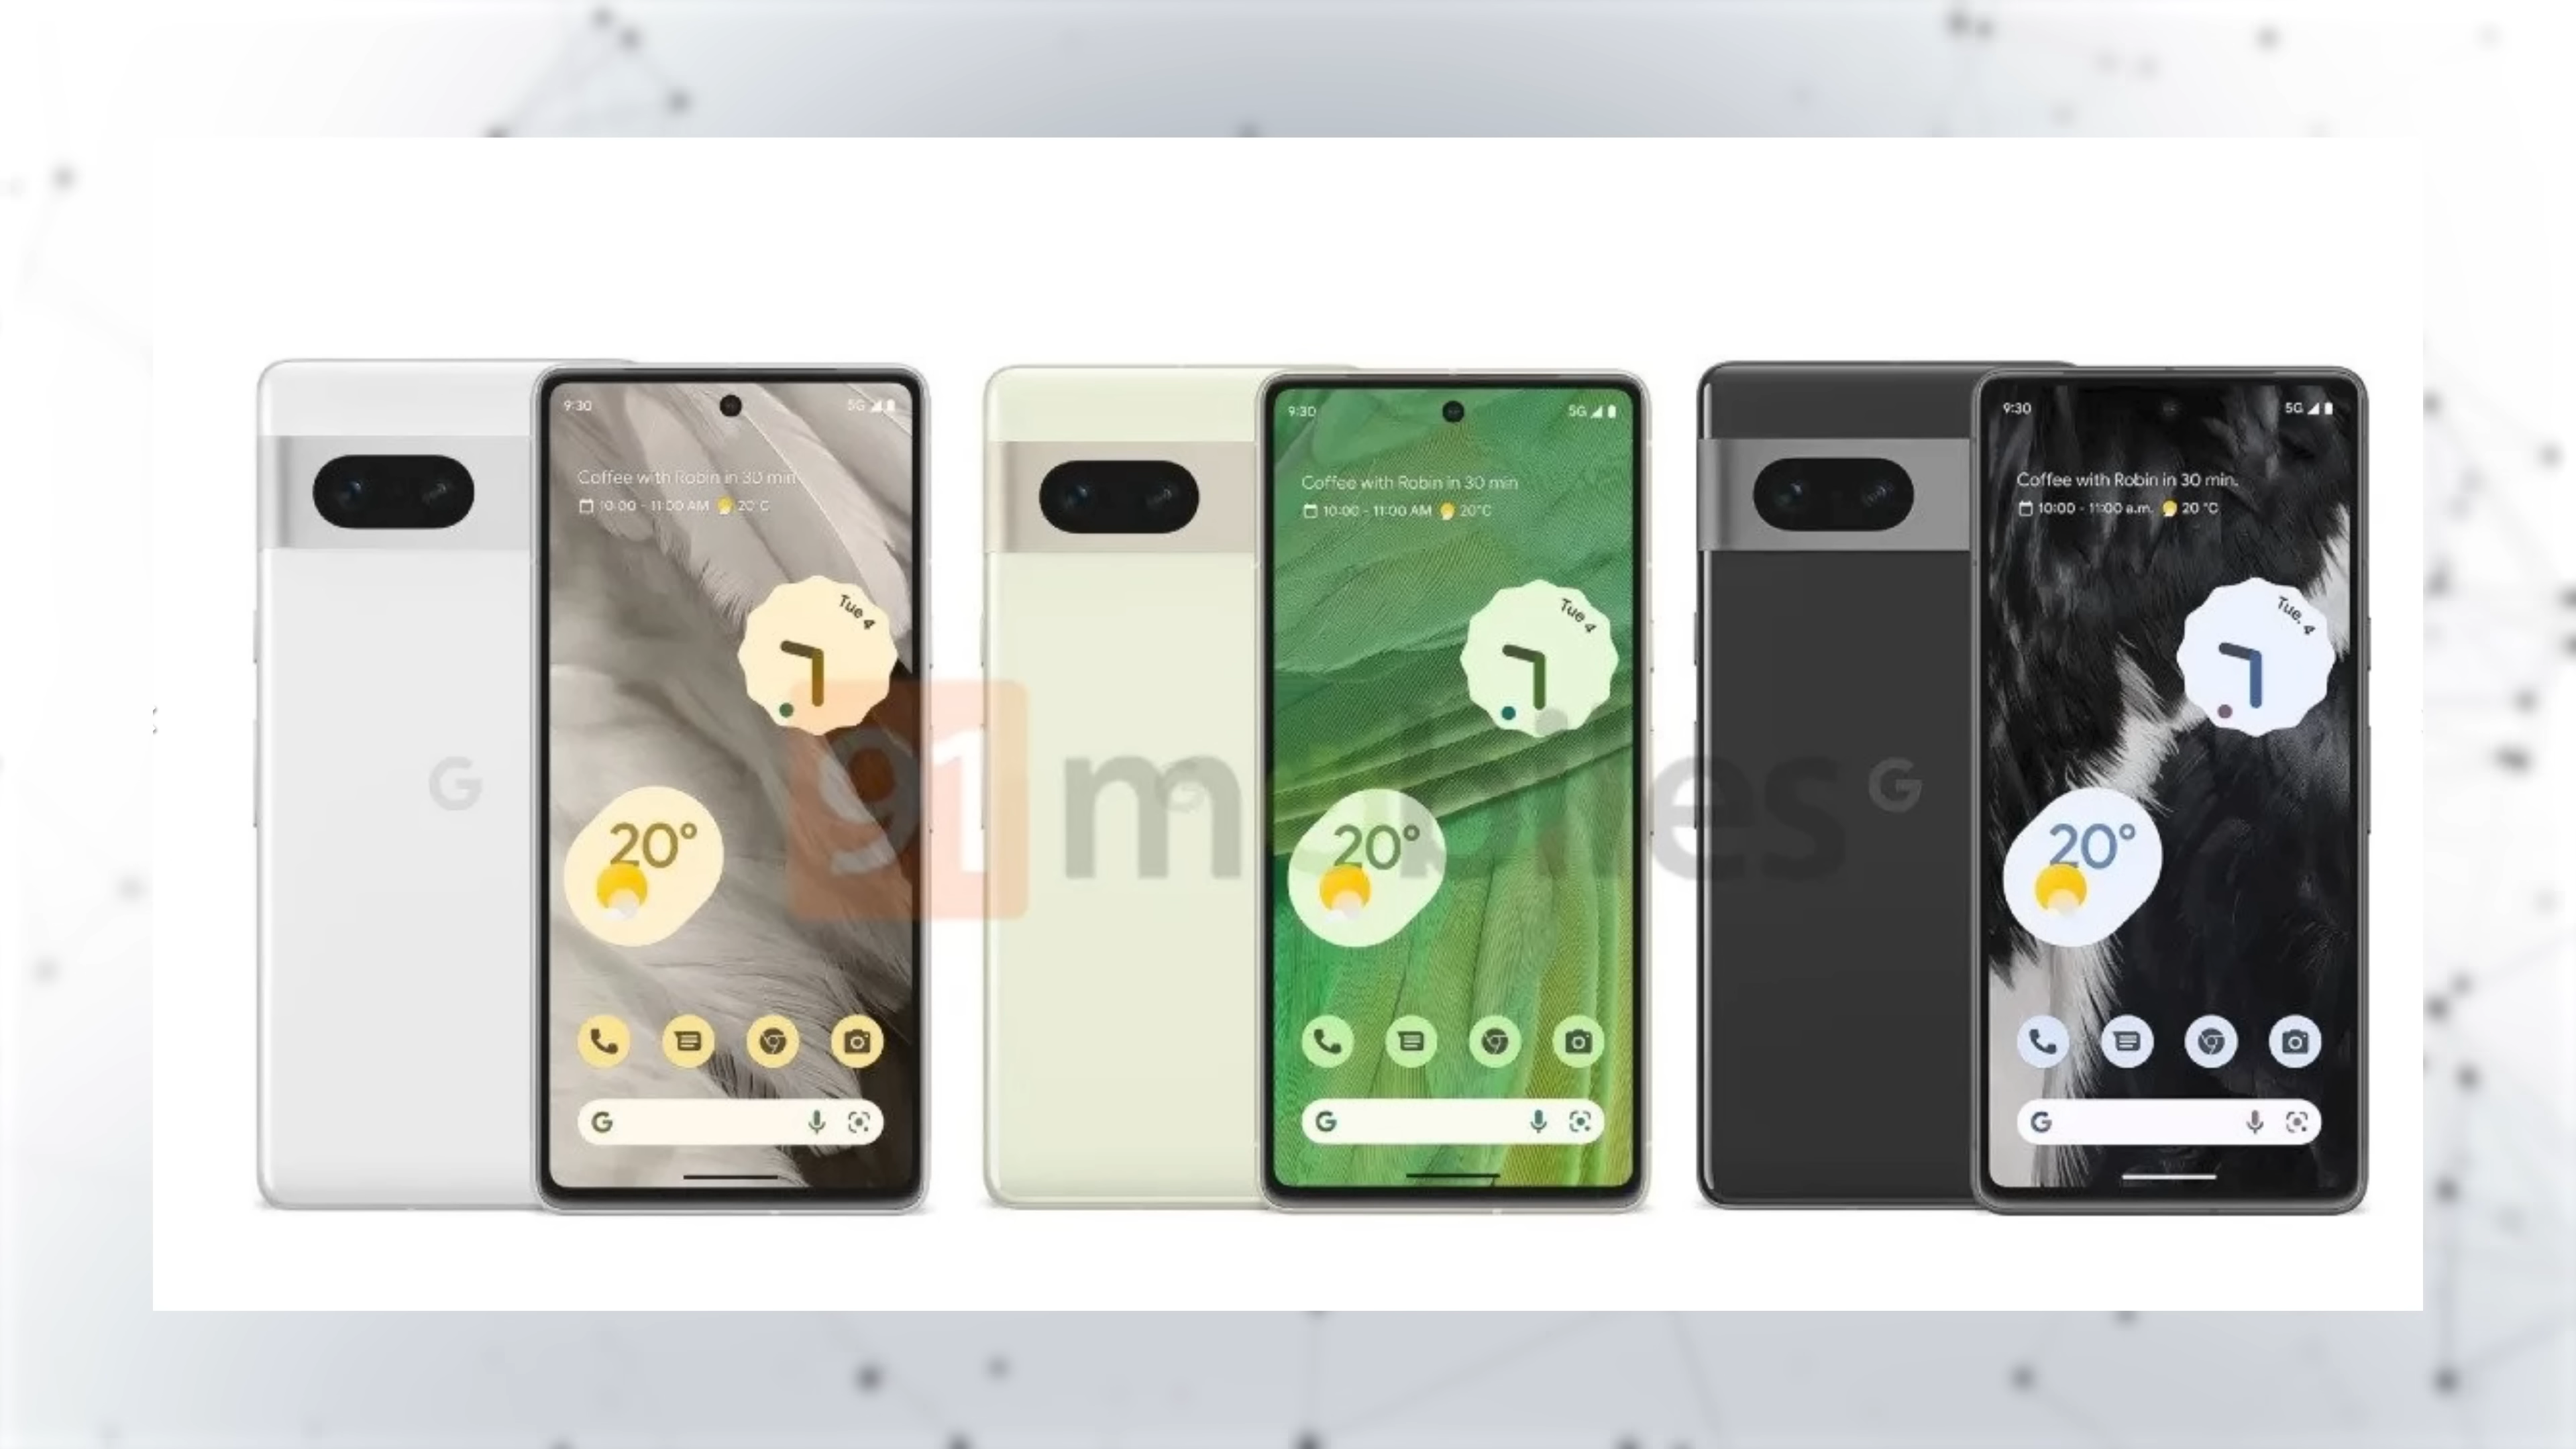 9:30
5G
Coffee with Robin in 30 min
10:00 - 11:00 AM 20°C
Tue 4
20°
G
G
9:30
5G
Coffee with Robin in 30 min
10:00 - 11:00 AM 20°C
Tue 4
20°
G
G
9:30
5G
Coffee with Robin in 30 min.
10:00 - 11:00 a.m. 20 °C
Tue, 4
20°
G
G
91mobiles